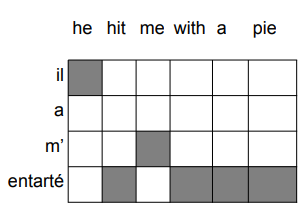 he hit me with a pie
il
a
m'
entarté